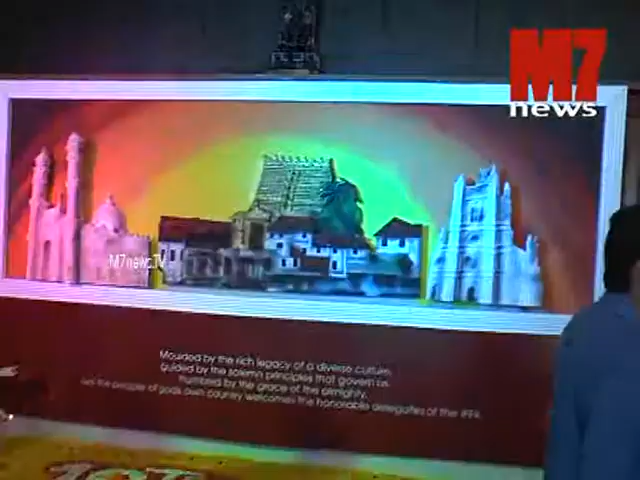 M7
news
M7news.TV
Moulded by the rich legacy of a diverse culture,
Guided by the solemn principles that govern us
humbled by the grace of the almighty,
we the people of gods own country welcomes the honorable delegates of the